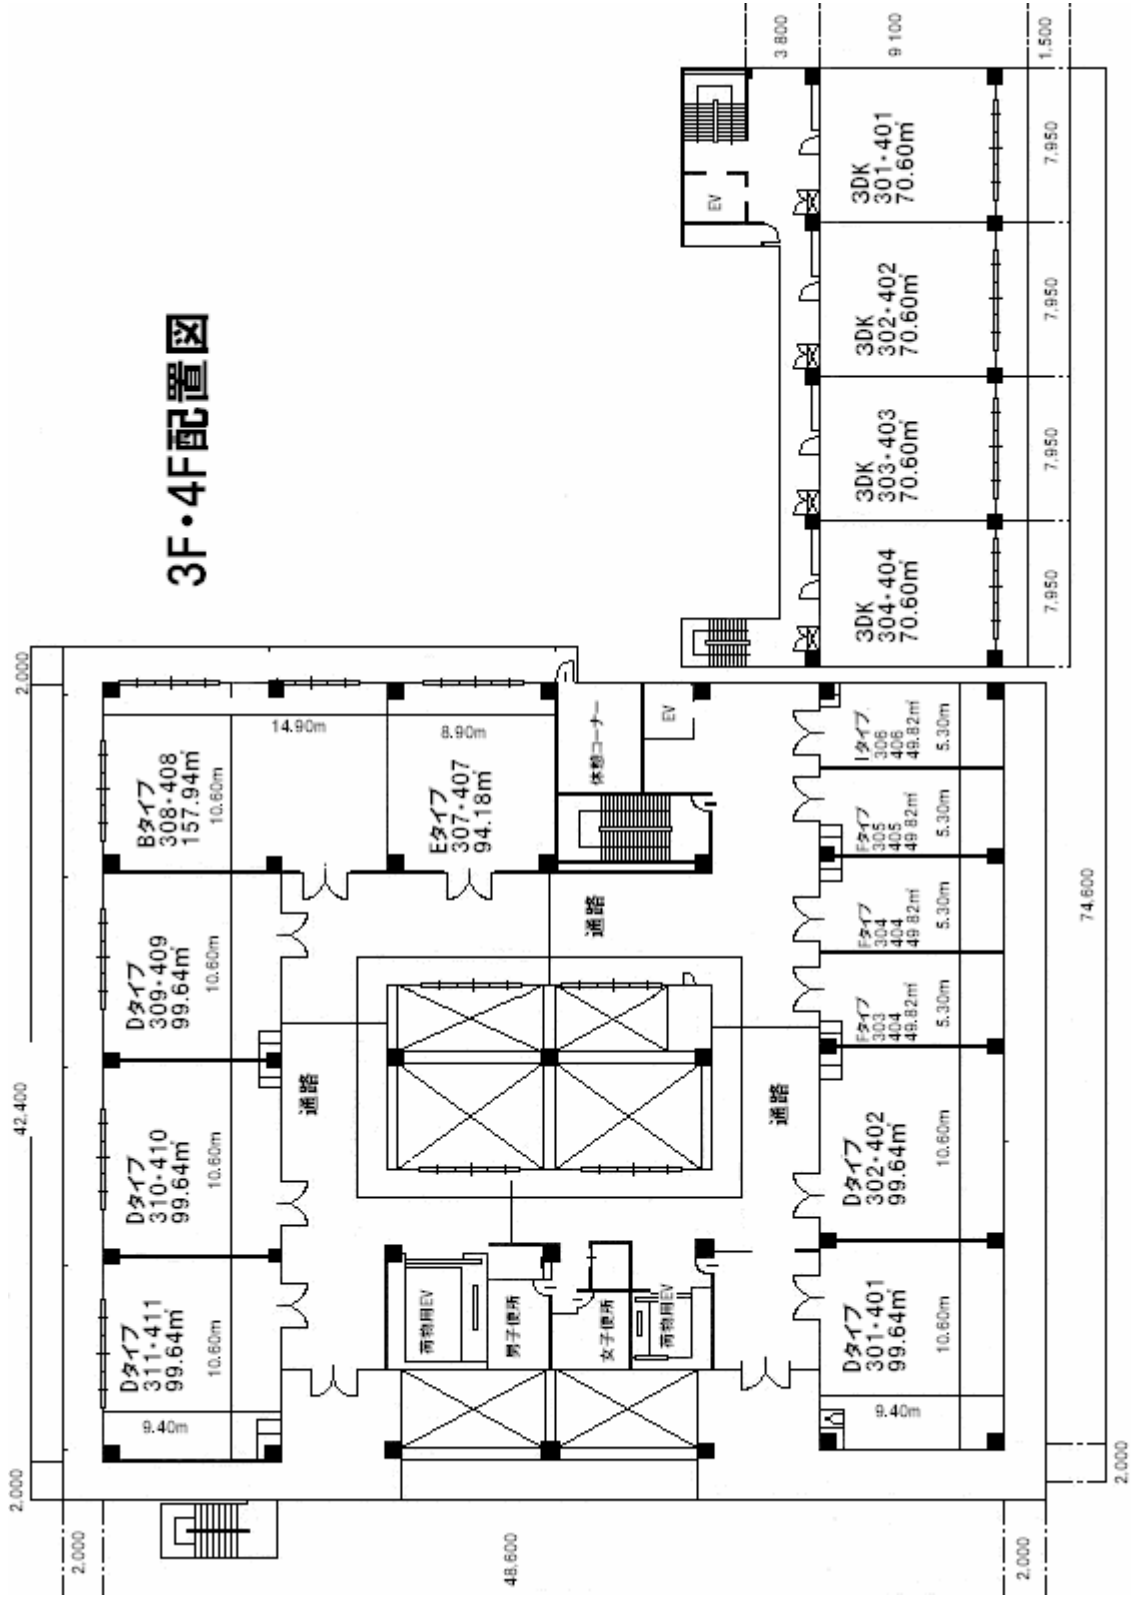 3F・4F配置図
3.800
9.100
1.500
EV
3DK
301・401
70.60㎡
7.950
3DK
302・402
70.60㎡
7.950
3DK
303・403
70.60㎡
7.950
3DK
304・404
70.60㎡
7.950
2.000
42.400
2.000
2.000
48.600
2.000
2.000
74.600
Bタイプ
308・408
157.94㎡
10.60m
14.90m
Eタイプ
307・407
94.18㎡
8.90m
休憩コーナー
EV
Iタイプ
306
406
49.82㎡
5.30m
Fタイプ
305
405
49.82㎡
5.30m
Fタイプ
304
404
49.82㎡
5.30m
Fタイプ
303
404
49.82㎡
5.30m
Dタイプ
309・409
99.64㎡
10.60m
Dタイプ
310・410
99.64㎡
10.60m
Dタイプ
311・411
99.64㎡
10.60m
9.40m
通路
通路
通路
荷物用EV
男子便所
女子便所
荷物用EV
Dタイプ
302・402
99.64㎡
10.60m
Dタイプ
301・401
99.64㎡
10.60m
9.40m